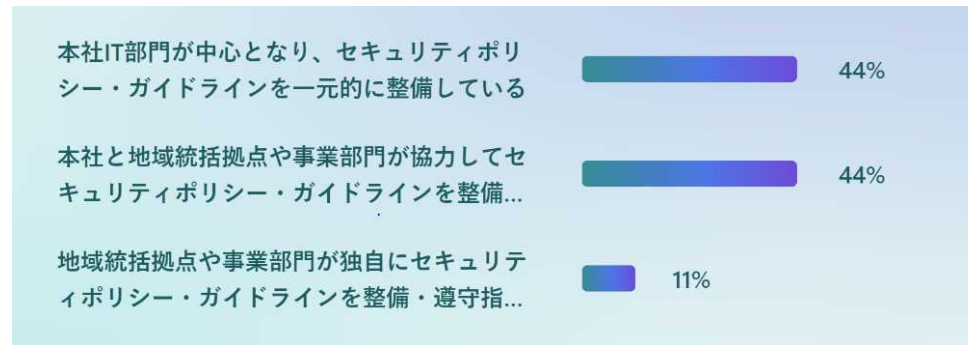 本社IT部門が中心となり、セキュリティポリ
シー・ガイドラインを一元的に整備している
44%
本社と地域統括拠点や事業部門が協力してセ
キュリティポリシー・ガイドラインを整備...
44%
地域統括拠点や事業部門が独自にセキュリテ
ィポリシー・ガイドラインを整備・遵守指...
11%